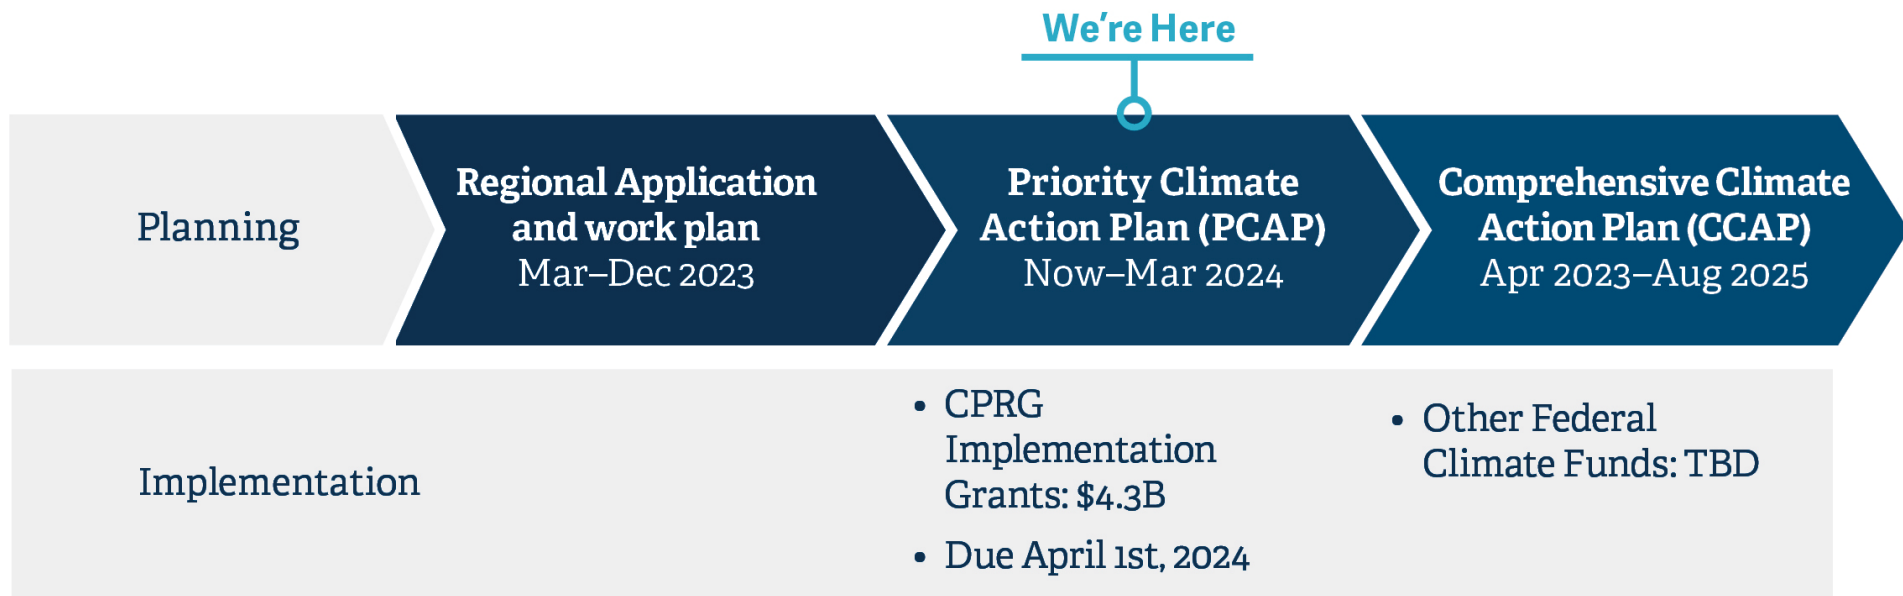 We're Here
Planning
Regional Application
and work plan
Mar–Dec 2023
Priority Climate
Action Plan (PCAP)
Now–Mar 2024
Comprehensive Climate
Action Plan (CCAP)
Apr 2023–Aug 2025
Implementation
• CPRG
Implementation
Grants: $4.3B
• Due April 1st, 2024
• Other Federal
Climate Funds: TBD